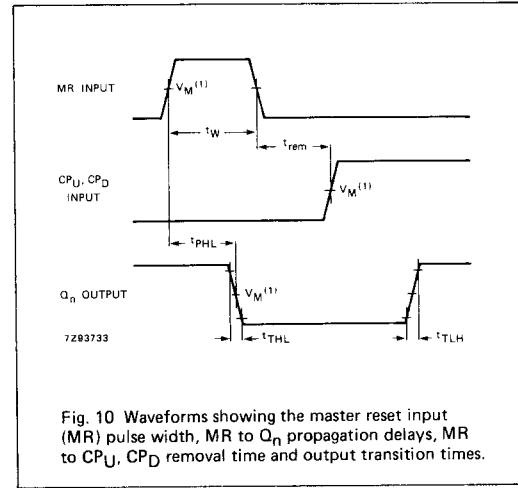 MR INPUT
V_M(1)
t_W
t_rem
CP_U, CP_D
INPUT
V_M(1)
t_PHL
Q_n OUTPUT
V_M(1)
7Z93733
t_THL
t_TLH
Fig. 10 Waveforms showing the master reset input
(MR) pulse width, MR to Q_n propagation delays, MR
to CP_U, CP_D removal time and output transition times.